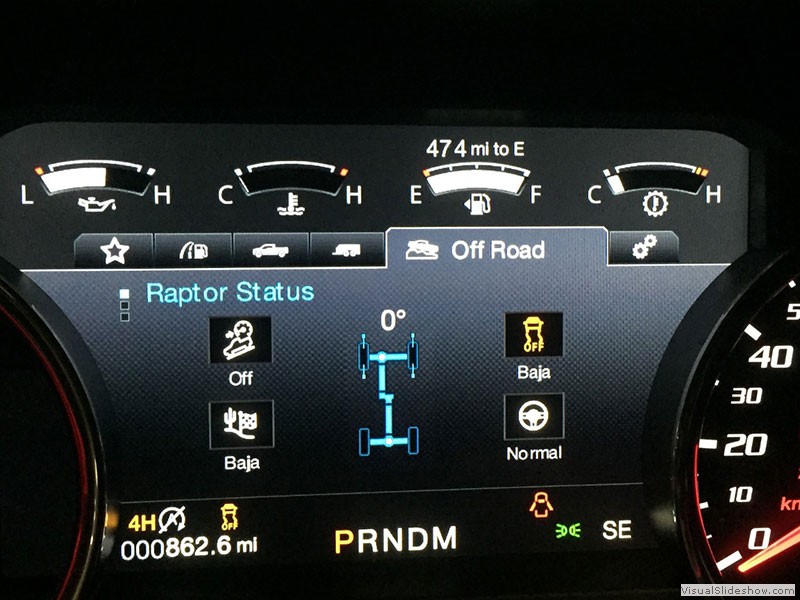 474 mi to E
L H C H E F C H
Off Road
Raptor Status
0°
OFF
Off
Baja
Baja
Normal
4H
OFF
000862.6 mi
PRNDM
SE
40
30
20
10
0
VisualSlideshow.com